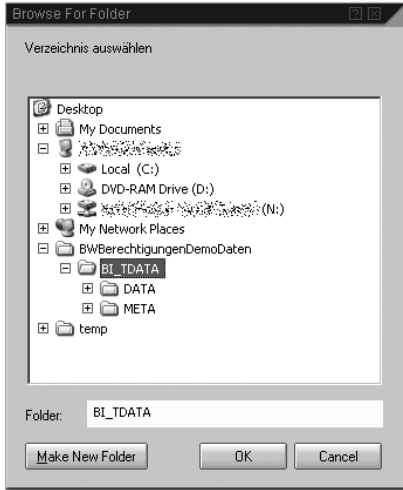 Browse For Folder
Verzeichnis auswählen
Desktop
My Documents
Local (C:)
DVD-RAM Drive (D:)
(N:)
My Network Places
BWBerechtigungenDemoDaten
BI_TDATA
DATA
META
temp
Folder: BI_TDATA
Make New Folder OK Cancel